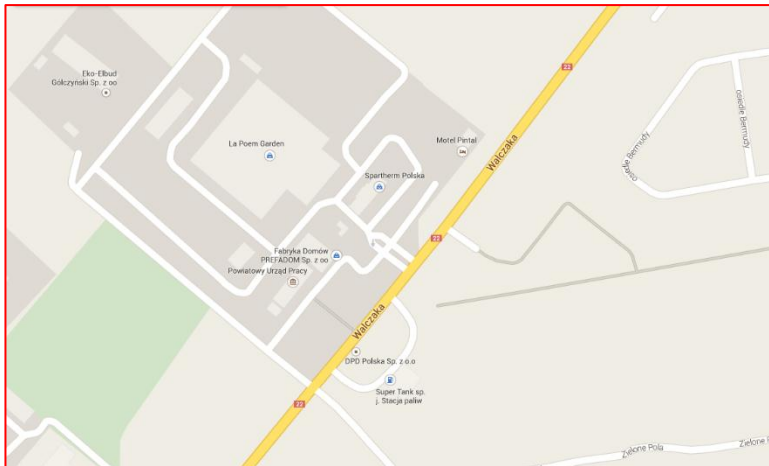 22
Eko-Elbud
Gólczyński Sp. z oo
osiedle Bermudy
La Poem Garden
Motel Pintal
Walczaka
osiedle Bermudy
Spartherm Polska
22
Fabryka Domów
PREFADOM Sp. z oo
Powiatowy Urząd Pracy
Walczaka
DPD Polska Sp. z o.o
Super Tank sp.
j. Stacja paliw
22
Zielone Pola
Zielone